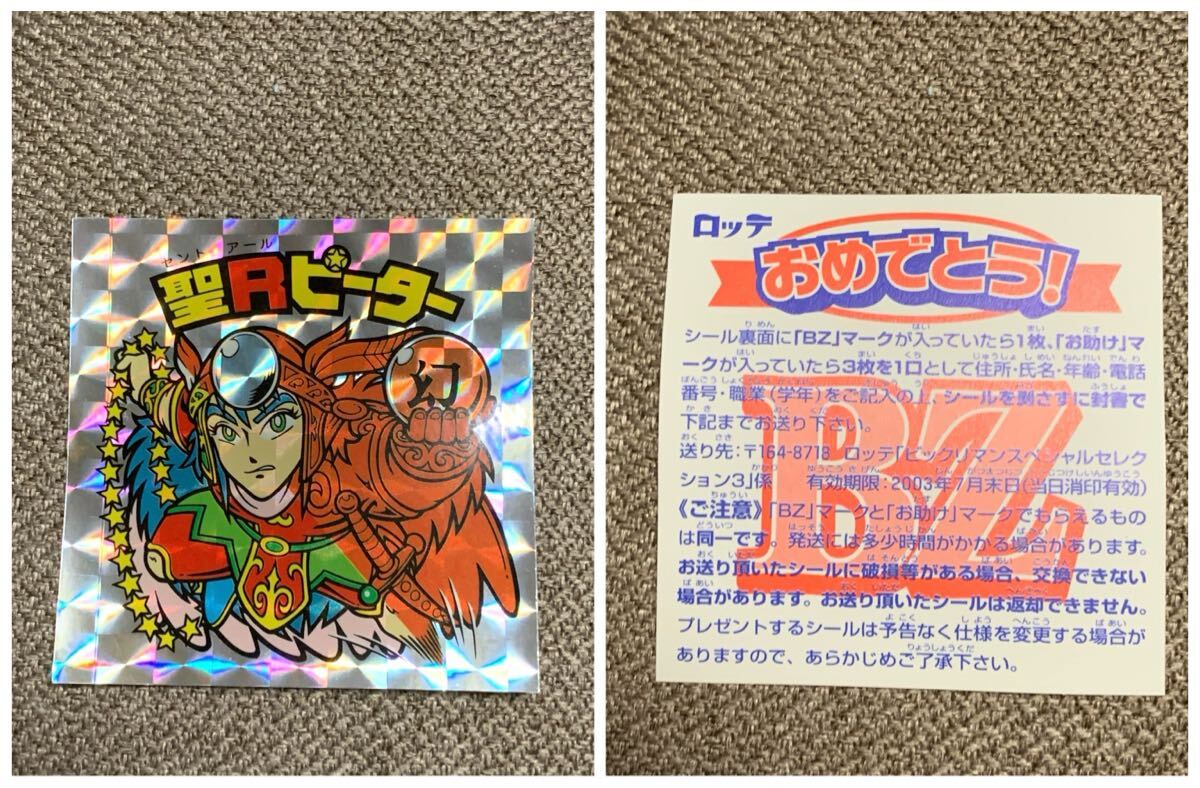 セント アール
聖Rピーター
幻
ロッテ
おめでとう!
シール裏面に「BZ」マークが入っていたら1枚、「お助け」マ
ークが入っていたら3枚を1口として住所・氏名・年齢・電話
番号・職業(学年)をご記入の上、シールを剥さずに封書で
下記までお送り下さい。
送り先:〒164-8718 ロッテ「ビックリマンスペシャルセレク
ション3」係 有効期限:2003年7月末日(当日消印有効)
《ご注意》「BZ」マークと「お助け」マークでもらえるもの
は同一です。発送には多少時間がかかる場合があります。
お送り頂いたシールに破損等がある場合、交換できない
場合があります。お送り頂いたシールは返却できません。
プレゼントするシールは予告なく仕様を変更する場合が
ありますので、あらかじめご了承下さい。
BZ